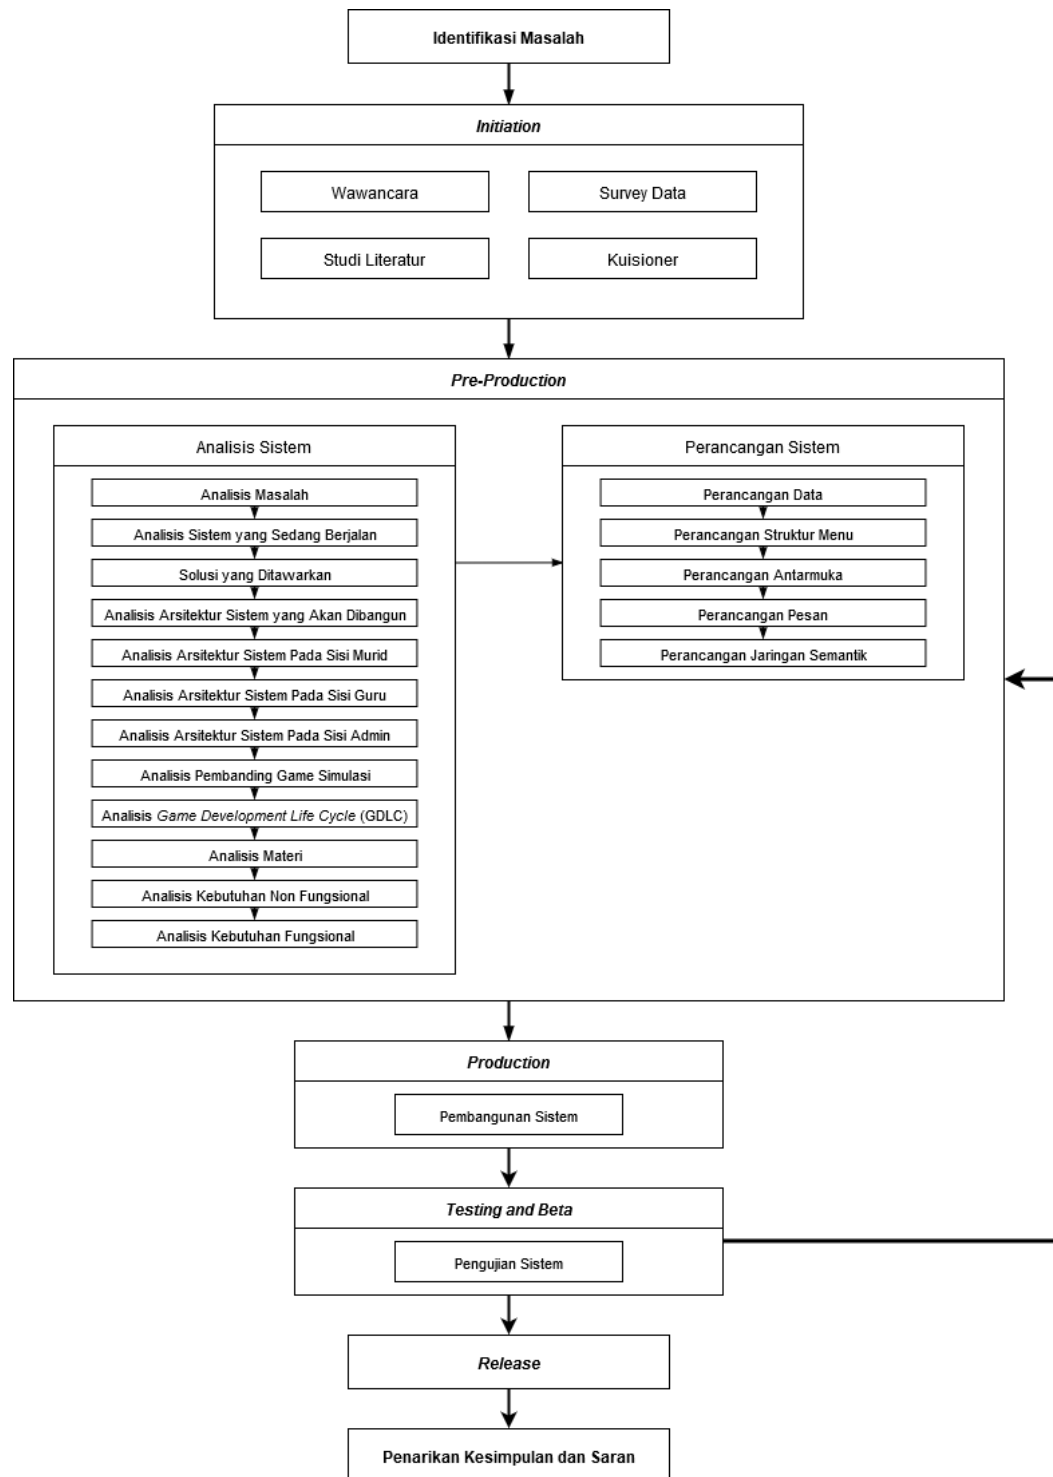 Identifikasi Masalah
Initiation
Wawancara
Survey Data
Studi Literatur
Kuisioner
Pre-Production
Analisis Sistem
Analisis Masalah
Analisis Sistem yang Sedang Berjalan
Solusi yang Ditawarkan
Analisis Arsitektur Sistem yang Akan Dibangun
Analisis Arsitektur Sistem Pada Sisi Murid
Analisis Arsitektur Sistem Pada Sisi Guru
Analisis Arsitektur Sistem Pada Sisi Admin
Analisis Pembanding Game Simulasi
Analisis Game Development Life Cycle (GDLC)
Analisis Materi
Analisis Kebutuhan Non Fungsional
Analisis Kebutuhan Fungsional
Perancangan Sistem
Perancangan Data
Perancangan Struktur Menu
Perancangan Antarmuka
Perancangan Pesan
Perancangan Jaringan Semantik
Production
Pembangunan Sistem
Testing and Beta
Pengujian Sistem
Release
Penarikan Kesimpulan dan Saran